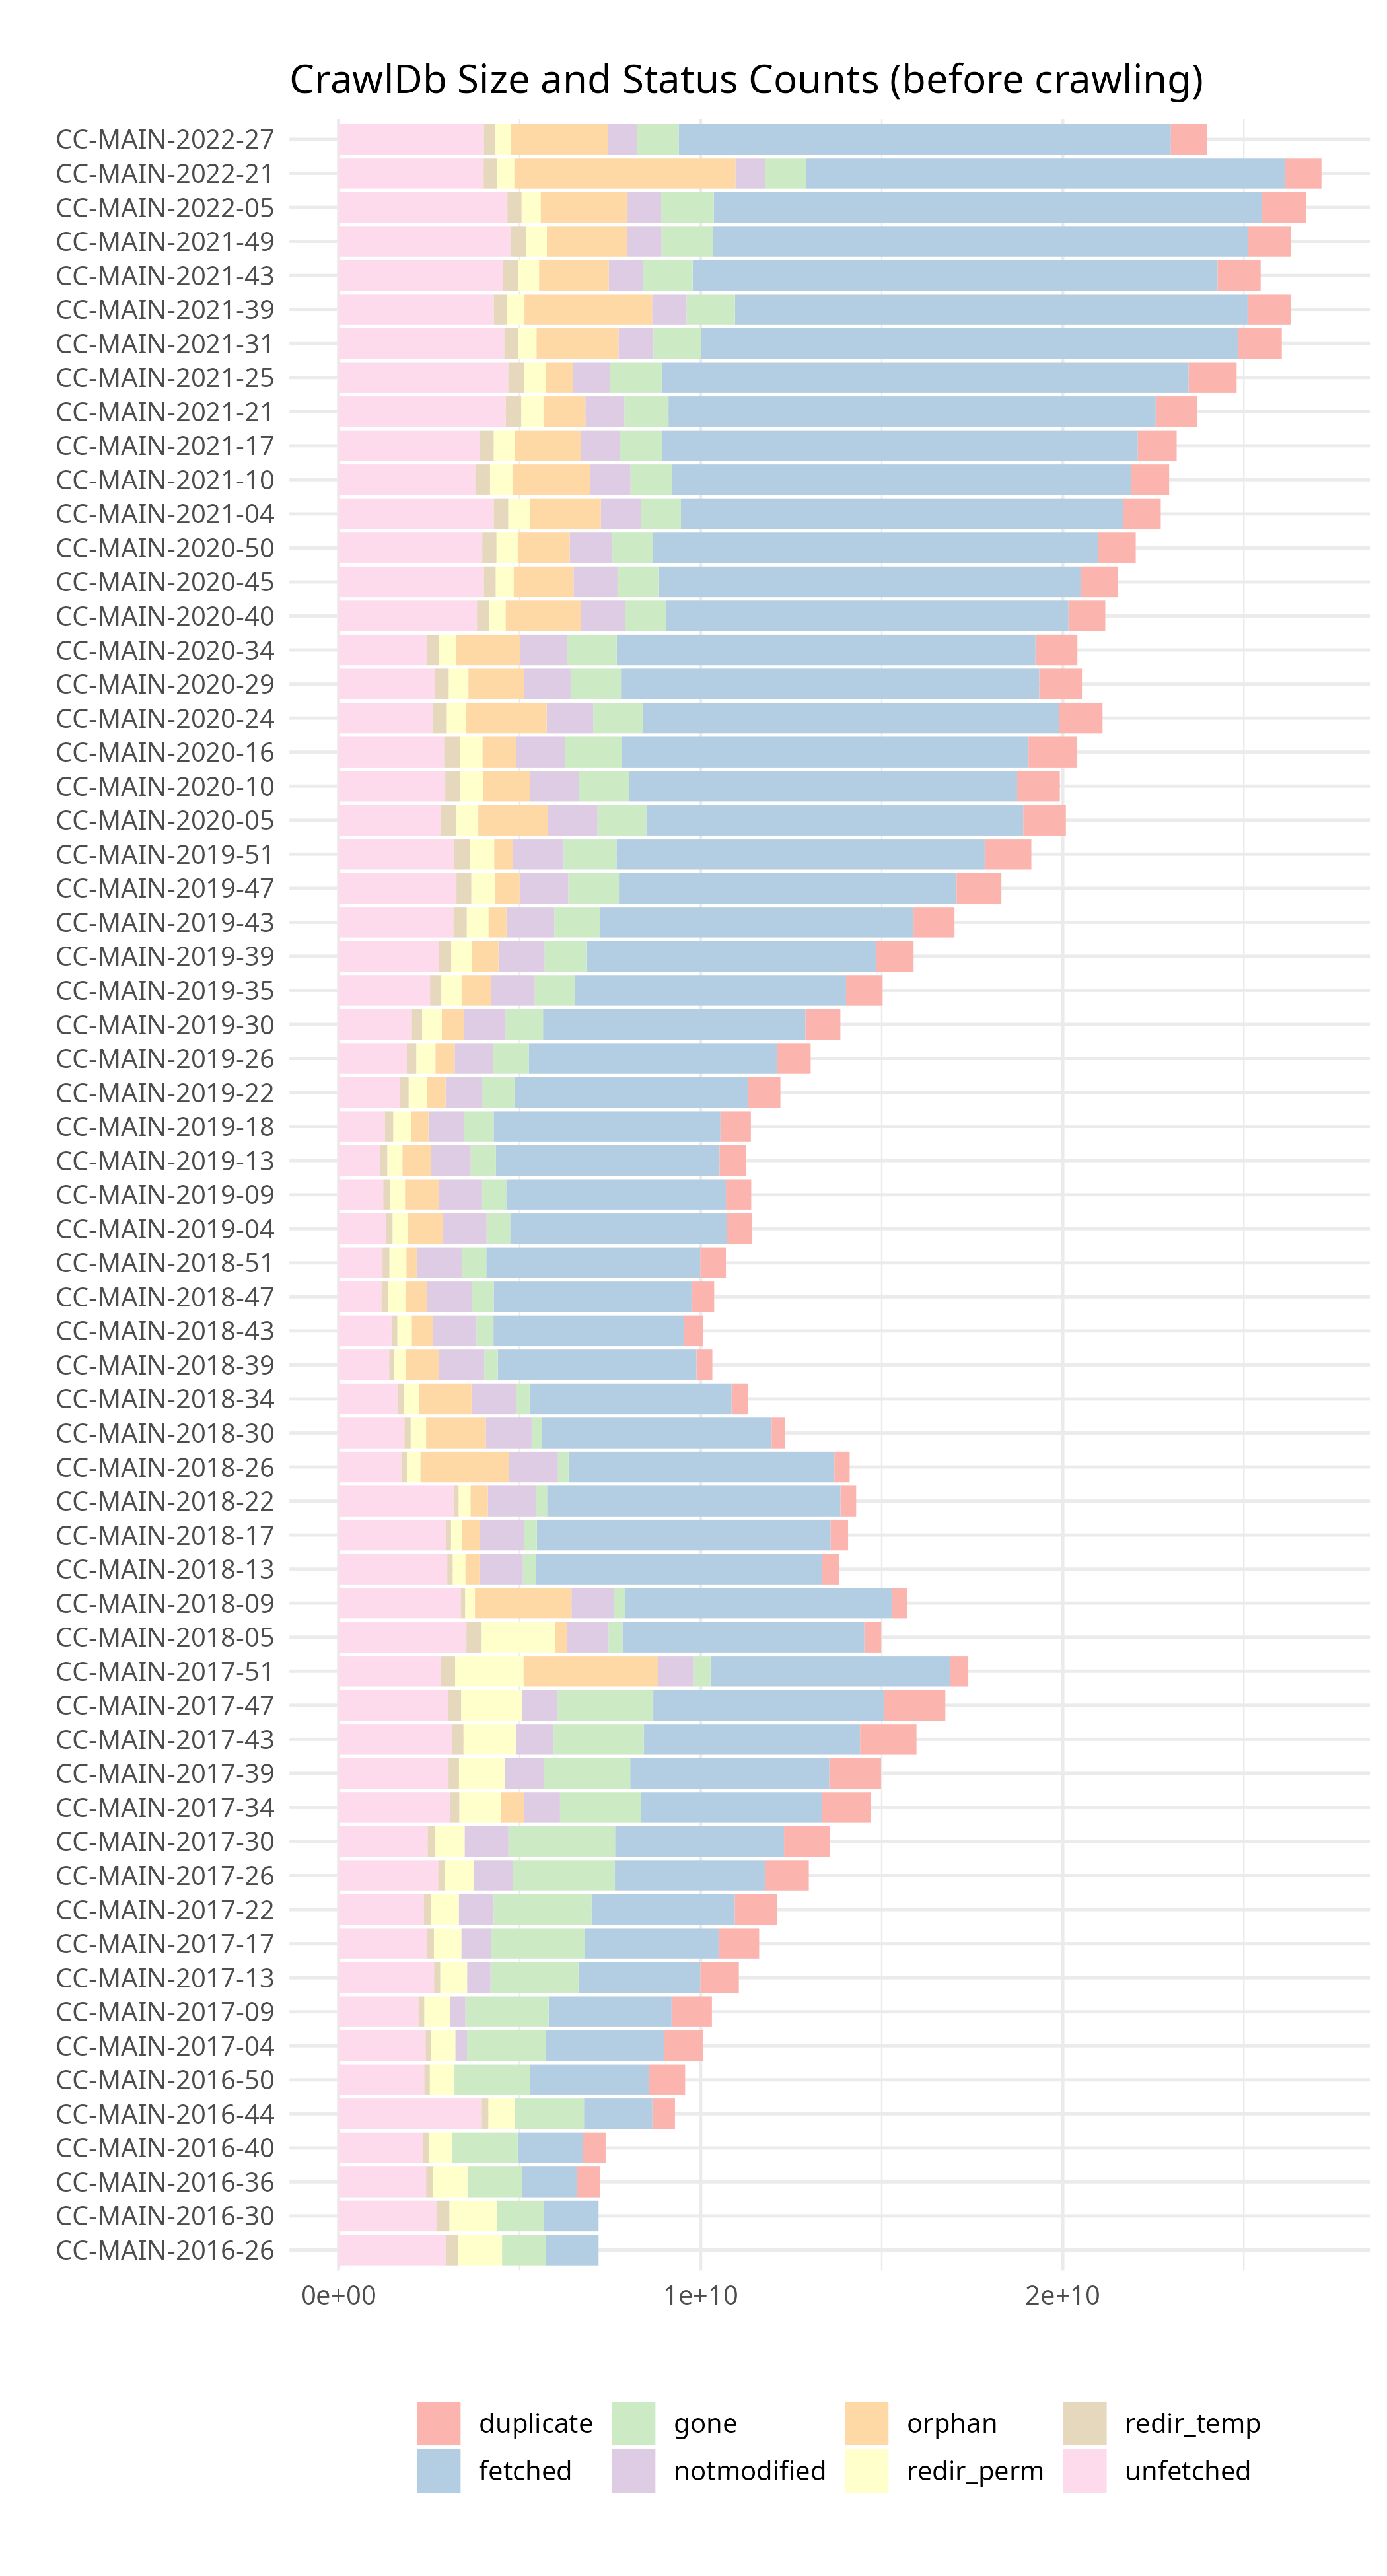 CrawlDb Size and Status Counts (before crawling)
CC-MAIN-2022-27
CC-MAIN-2022-21
CC-MAIN-2022-05
CC-MAIN-2021-49
CC-MAIN-2021-43
CC-MAIN-2021-39
CC-MAIN-2021-31
CC-MAIN-2021-25
CC-MAIN-2021-21
CC-MAIN-2021-17
CC-MAIN-2021-10
CC-MAIN-2021-04
CC-MAIN-2020-50
CC-MAIN-2020-45
CC-MAIN-2020-40
CC-MAIN-2020-34
CC-MAIN-2020-29
CC-MAIN-2020-24
CC-MAIN-2020-16
CC-MAIN-2020-10
CC-MAIN-2020-05
CC-MAIN-2019-51
CC-MAIN-2019-47
CC-MAIN-2019-43
CC-MAIN-2019-39
CC-MAIN-2019-35
CC-MAIN-2019-30
CC-MAIN-2019-26
CC-MAIN-2019-22
CC-MAIN-2019-18
CC-MAIN-2019-13
CC-MAIN-2019-09
CC-MAIN-2019-04
CC-MAIN-2018-51
CC-MAIN-2018-47
CC-MAIN-2018-43
CC-MAIN-2018-39
CC-MAIN-2018-34
CC-MAIN-2018-30
CC-MAIN-2018-26
CC-MAIN-2018-22
CC-MAIN-2018-17
CC-MAIN-2018-13
CC-MAIN-2018-09
CC-MAIN-2018-05
CC-MAIN-2017-51
CC-MAIN-2017-47
CC-MAIN-2017-43
CC-MAIN-2017-39
CC-MAIN-2017-34
CC-MAIN-2017-30
CC-MAIN-2017-26
CC-MAIN-2017-22
CC-MAIN-2017-17
CC-MAIN-2017-13
CC-MAIN-2017-09
CC-MAIN-2017-04
CC-MAIN-2016-50
CC-MAIN-2016-44
CC-MAIN-2016-40
CC-MAIN-2016-36
CC-MAIN-2016-30
CC-MAIN-2016-26
0e+00 1e+10 2e+10
duplicate gone orphan redir_temp
fetched notmodified redir_perm unfetched